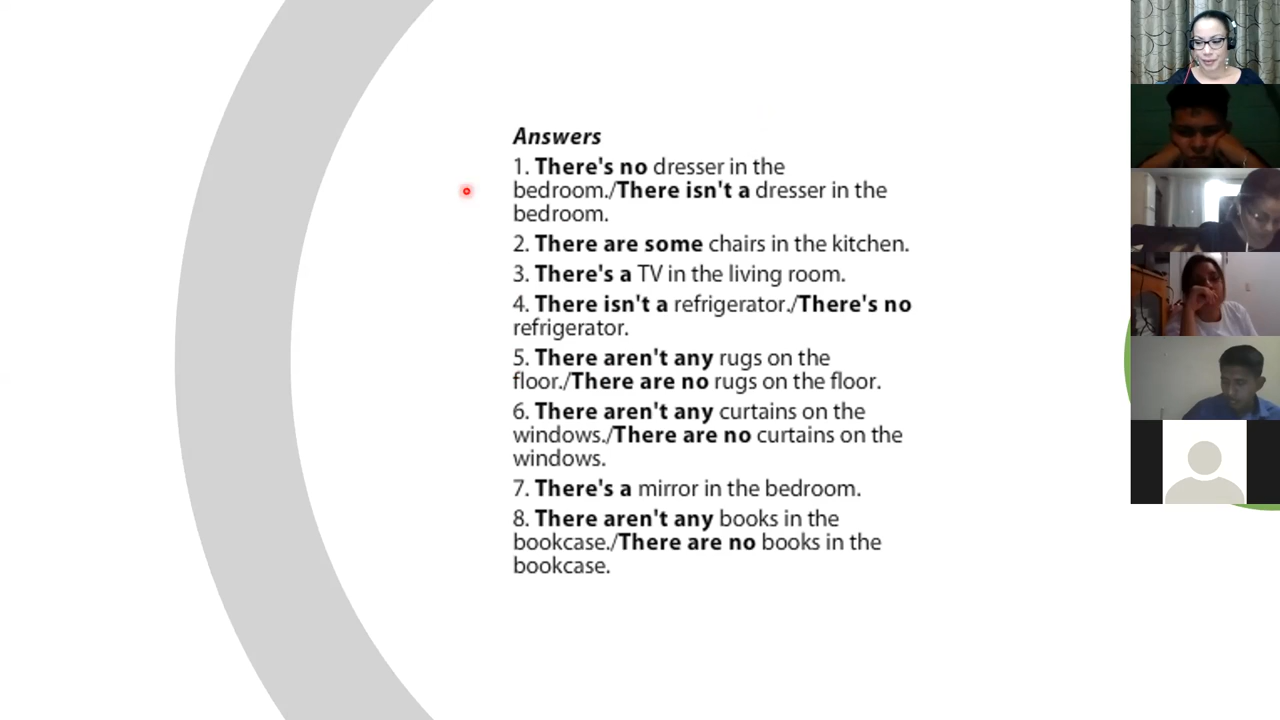 Answers
1. There's no dresser in the
bedroom./There isn't a dresser in the
bedroom.
2. There are some chairs in the kitchen.
3. There's a TV in the living room.
4. There isn't a refrigerator./There's no
refrigerator.
5. There aren't any rugs on the
floor./There are no rugs on the floor.
6. There aren't any curtains on the
windows./There are no curtains on the
windows.
7. There's a mirror in the bedroom.
8. There aren't any books in the
bookcase./There are no books in the
bookcase.